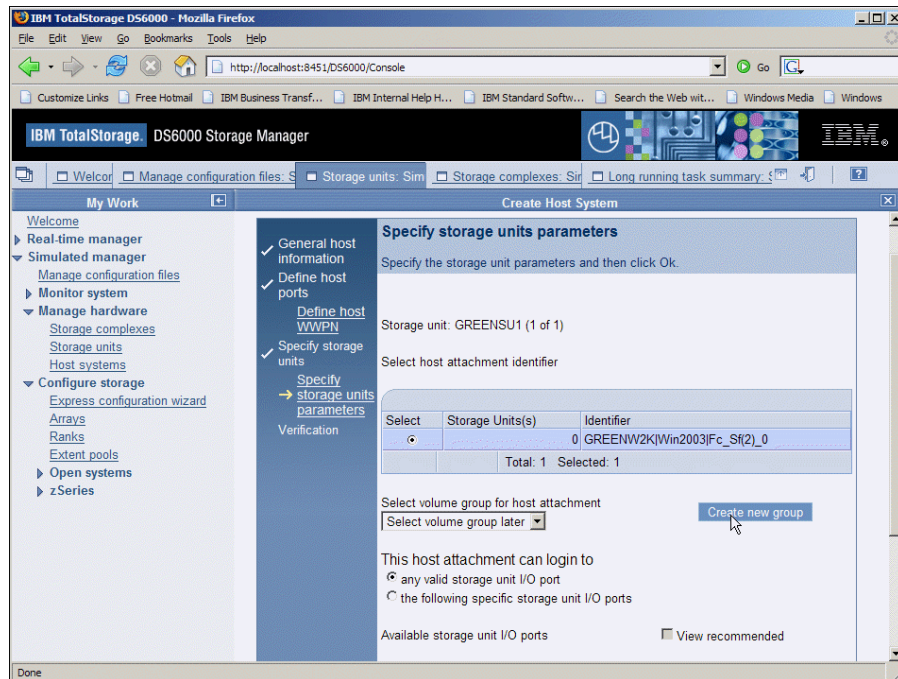 IBM TotalStorage DS6000 - Mozilla Firefox
File Edit View Go Bookmarks Tools Help
http://localhost:8451/DS6000/Console
Go
G
Customize Links Free Hotmail IBM Business Transf... IBM Internal Help H... IBM Standard Softw... Search the Web wit... Windows Media Windows
IBM TotalStorage. DS6000 Storage Manager
IBM
Welcor Manage configuration files: S Storage units: Sim Storage complexes: Sir Long running task summary: S
My Work
Create Host System
Welcome
Real-time manager
Simulated manager
Manage configuration files
Monitor system
Manage hardware
Storage complexes
Storage units
Host systems
Configure storage
Express configuration wizard
Arrays
Ranks
Extent pools
Open systems
zSeries
General host
information
Define host
ports
Define host
WWPN
Specify storage
units
Specify
storage units
parameters
Verification
Specify storage units parameters
Specify the storage unit parameters and then click Ok.
Storage unit: GREENSU1 (1 of 1)
Select host attachment identifier
Select Storage Units(s) Identifier
0 GREENW2K|Win2003|Fc_Sf(2)_0
Total: 1 Selected: 1
Select volume group for host attachment
Select volume group later
Create new group
This host attachment can login to
any valid storage unit I/O port
the following specific storage unit I/O ports
Available storage unit I/O ports
View recommended
Done